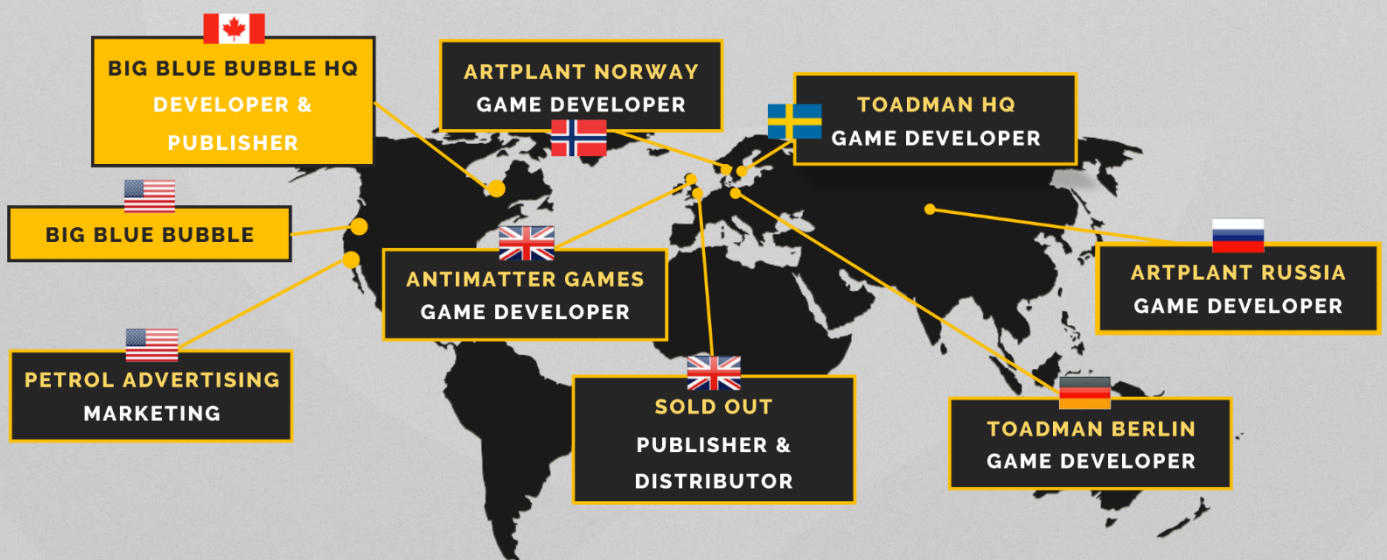 BIG BLUE BUBBLE HQ
DEVELOPER &
PUBLISHER
ARTPLANT NORWAY
GAME DEVELOPER
TOADMAN HQ
GAME DEVELOPER
BIG BLUE BUBBLE
ANTIMATTER GAMES
GAME DEVELOPER
ARTPLANT RUSSIA
GAME DEVELOPER
PETROL ADVERTISING
MARKETING
SOLD OUT
PUBLISHER &
DISTRIBUTOR
TOADMAN BERLIN
GAME DEVELOPER